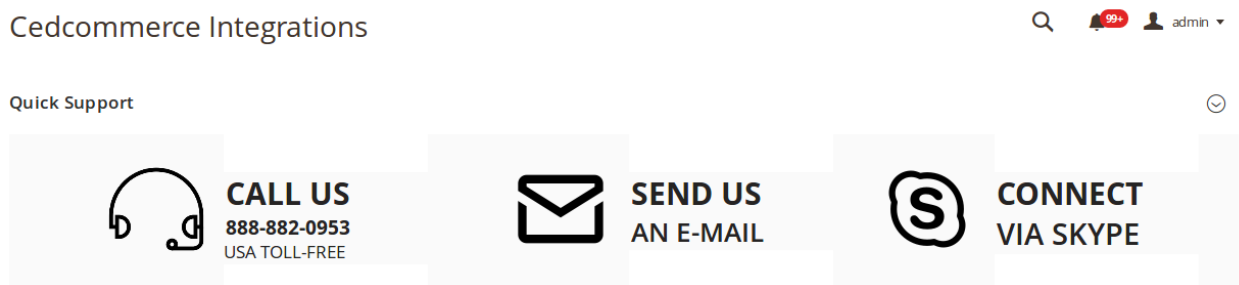 Cedcommerce Integrations
99+
admin
Quick Support
CALL US
888-882-0953
USA TOLL-FREE
SEND US
AN E-MAIL
S
CONNECT
VIA SKYPE